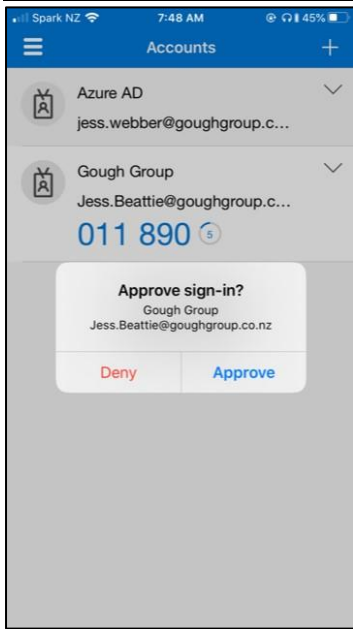 Spark NZ 7:48 AM 45%
Accounts
Azure AD
jess.webber@goughgroup.c...
Gough Group
Jess.Beattie@goughgroup.c...
011 890 5
Approve sign-in?
Gough Group
Jess.Beattie@goughgroup.co.nz
Deny Approve